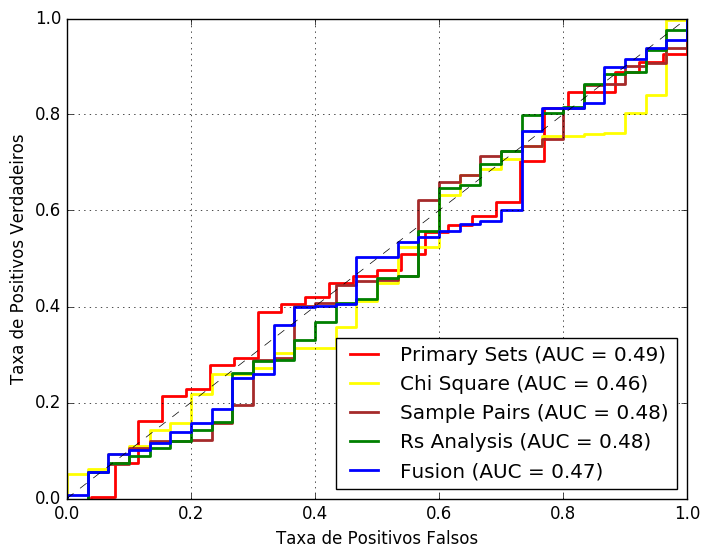 1.0
0.8
0.6
0.4
0.2
0.0
Taxa de Positivos Verdadeiros
Primary Sets (AUC = 0.49)
Chi Square (AUC = 0.46)
Sample Pairs (AUC = 0.48)
Rs Analysis (AUC = 0.48)
Fusion (AUC = 0.47)
0.0 0.2 0.4 0.6 0.8 1.0
Taxa de Positivos Falsos